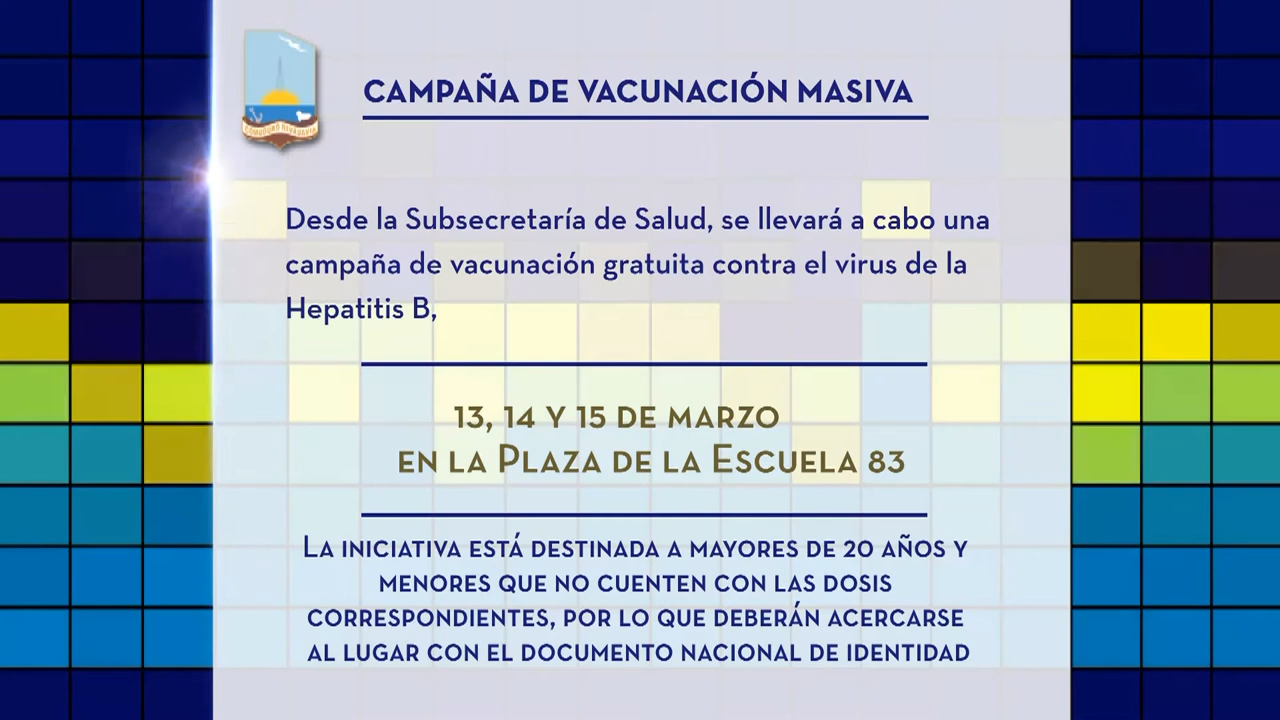 COMODORO RIVADAVIA
CAMPAÑA DE VACUNACIÓN MASIVA
Desde la Subsecretaría de Salud, se llevará a cabo una
campaña de vacunación gratuita contra el virus de la
Hepatitis B,
13, 14 Y 15 DE MARZO
EN LA PLAZA DE LA ESCUELA 83
LA INICIATIVA ESTÁ DESTINADA A MAYORES DE 20 AÑOS Y
MENORES QUE NO CUENTEN CON LAS DOSIS
CORRESPONDIENTES, POR LO QUE DEBERÁN ACERCARSE
AL LUGAR CON EL DOCUMENTO NACIONAL DE IDENTIDAD